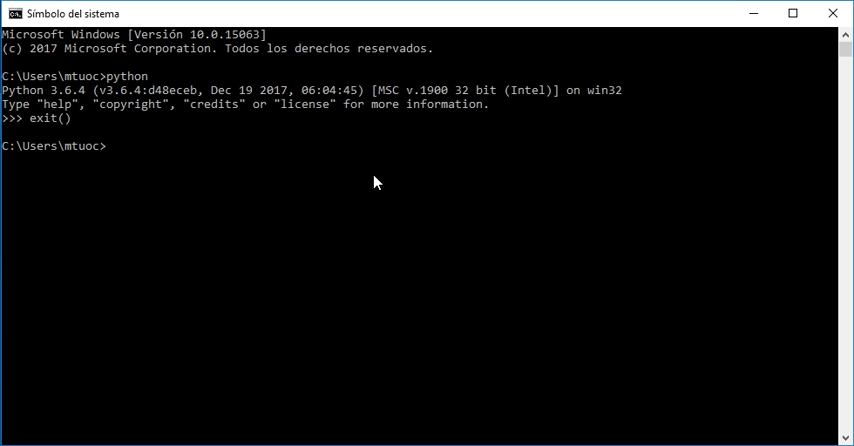 Símbolo del sistema
Microsoft Windows [Versión 10.0.15063]
(c) 2017 Microsoft Corporation. Todos los derechos reservados.
C:\Users\mtuoc>python
Python 3.6.4 (v3.6.4:d48eceb, Dec 19 2017, 06:04:45) [MSC v.1900 32 bit (Intel)] on win32
Type "help", "copyright", "credits" or "license" for more information.
>>> exit()
C:\Users\mtuoc>